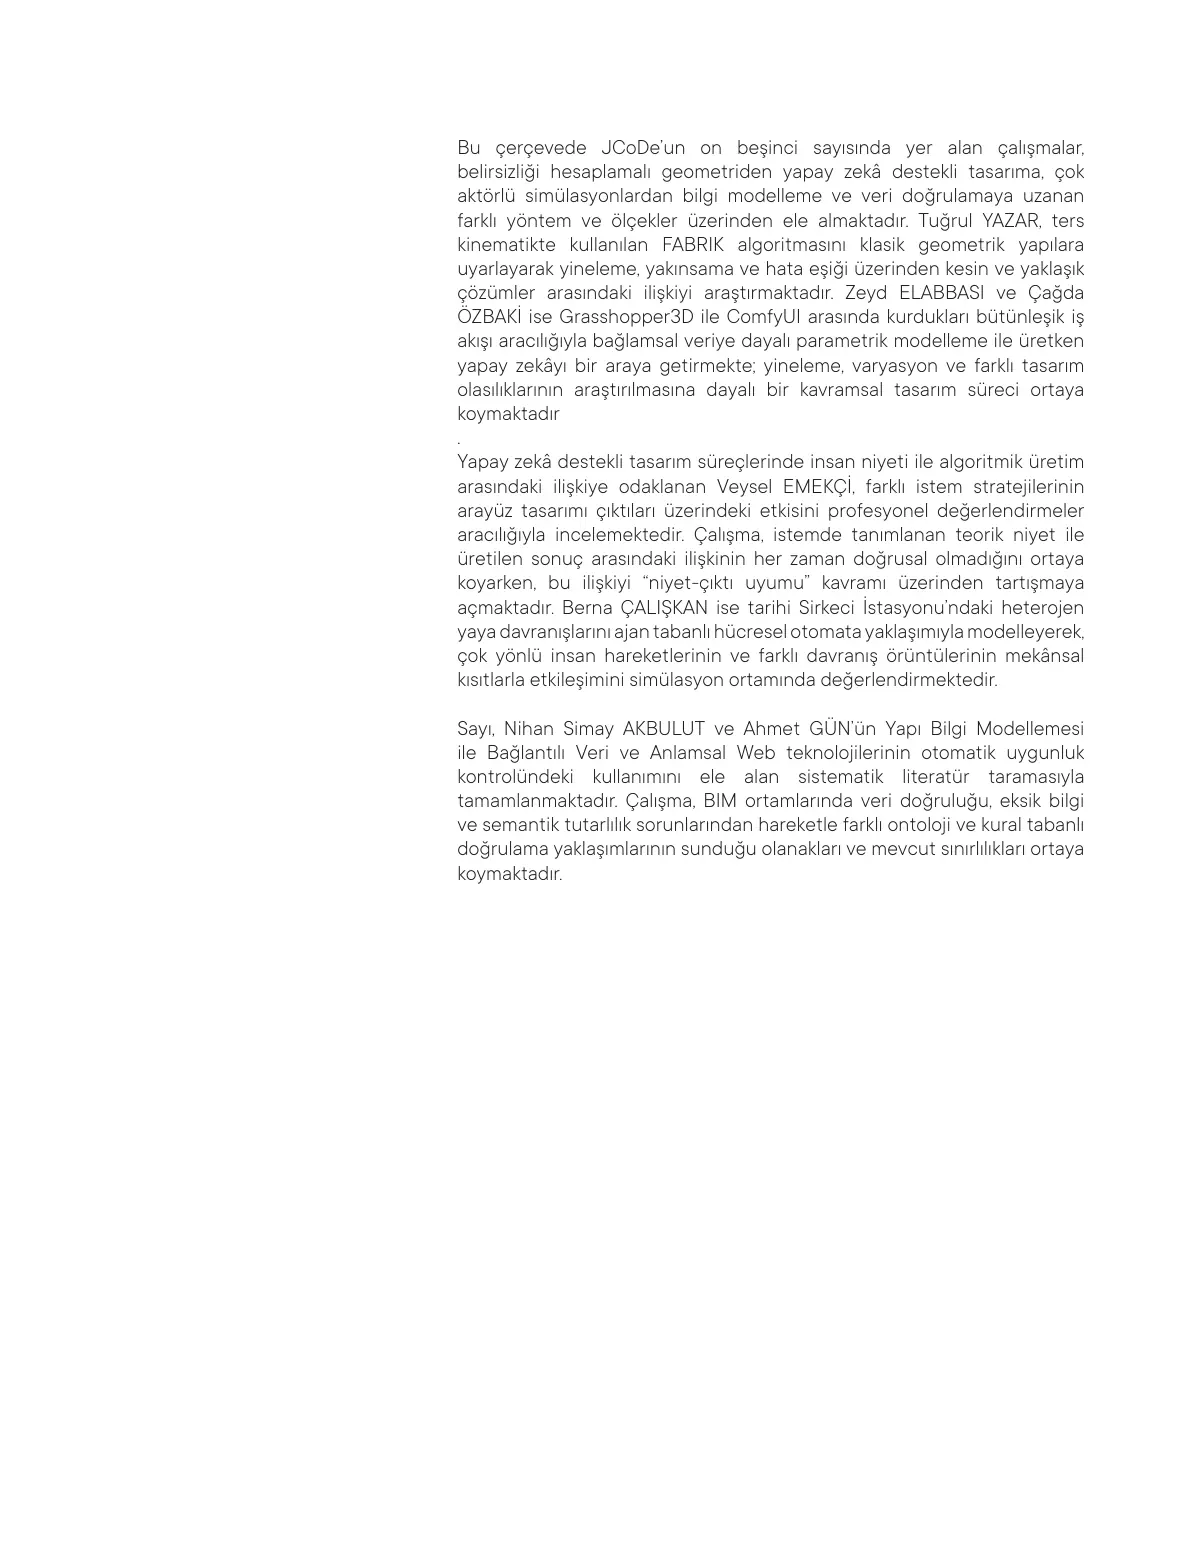 Bu çerçevede JCoDe’un on beşinci sayısında yer alan çalışmalar,
belirsizliği hesaplamalı geometriden yapay zekâ destekli tasarıma, çok
aktörlü simülasyonlardan bilgi modelleme ve veri doğrulamaya uzanan
farklı yöntem ve ölçekler üzerinden ele almaktadır. Tuğrul YAZAR, ters
kinematikte kullanılan FABRIK algoritmasını klasik geometrik yapılara
uyarlayarak yineleme, yakınsama ve hata eşiği üzerinden kesin ve yaklaşık
çözümler arasındaki ilişkiyi araştırmaktadır. Zeyd ELABBASI ve Çağda
ÖZBAKİ ise Grasshopper3D ile ComfyUI arasında kurdukları bütünleşik iş
akışı aracılığıyla bağlamsal veriye dayalı parametrik modelleme ile üretken
yapay zekâyı bir araya getirmekte; yineleme, varyasyon ve farklı tasarım
olasılıklarının araştırılmasına dayalı bir kavramsal tasarım süreci ortaya
koymaktadır
.
Yapay zekâ destekli tasarım süreçlerinde insan niyeti ile algoritmik üretim
arasındaki ilişkiye odaklanan Veysel EMEKÇİ, farklı istem stratejilerinin
arayüz tasarımı çıktıları üzerindeki etkisini profesyonel değerlendirmeler
aracılığıyla incelemektedir. Çalışma, istemde tanımlanan teorik niyet ile
üretilen sonuç arasındaki ilişkinin her zaman doğrusal olmadığını ortaya
koyarken, bu ilişkiyi “niyet-çıktı uyumu” kavramı üzerinden tartışmaya
açmaktadır. Berna ÇALIŞKAN ise tarihi Sirkeci İstasyonu’ndaki heterojen
yaya davranışlarını ajan tabanlı hücresel otomata yaklaşımıyla modelleyerek,
çok yönlü insan hareketlerinin ve farklı davranış örüntülerinin mekânsal
kısıtlarla etkileşimini simülasyon ortamında değerlendirmektedir.
Sayı, Nihan Simay AKBULUT ve Ahmet GÜN’ün Yapı Bilgi Modellemesi
ile Bağlantılı Veri ve Anlamsal Web teknolojilerinin otomatik uygunluk
kontrolündeki kullanımını ele alan sistematik literatür taramasıyla
tamamlanmaktadır. Çalışma, BIM ortamlarında veri doğruluğu, eksik bilgi
ve semantik tutarlılık sorunlarından hareketle farklı ontoloji ve kural tabanlı
doğrulama yaklaşımlarının sunduğu olanakları ve mevcut sınırlılıkları ortaya
koymaktadır.